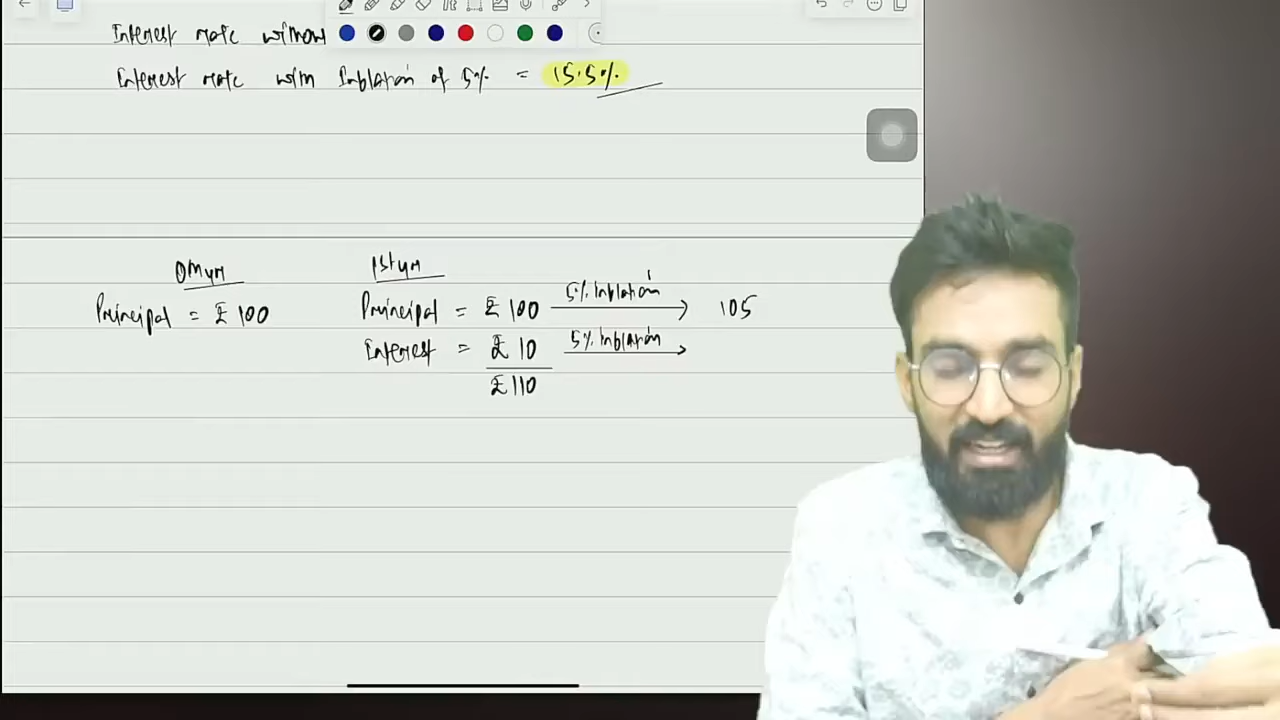 Interest rate without
Interest rate with Inflation of 5% = 15.5%
0th yr 1st yr
Principal = ₤ 100 Principal = ₤ 100 5% Inflation → 105
Interest = ₤ 10 5% Inflation →
₤ 110